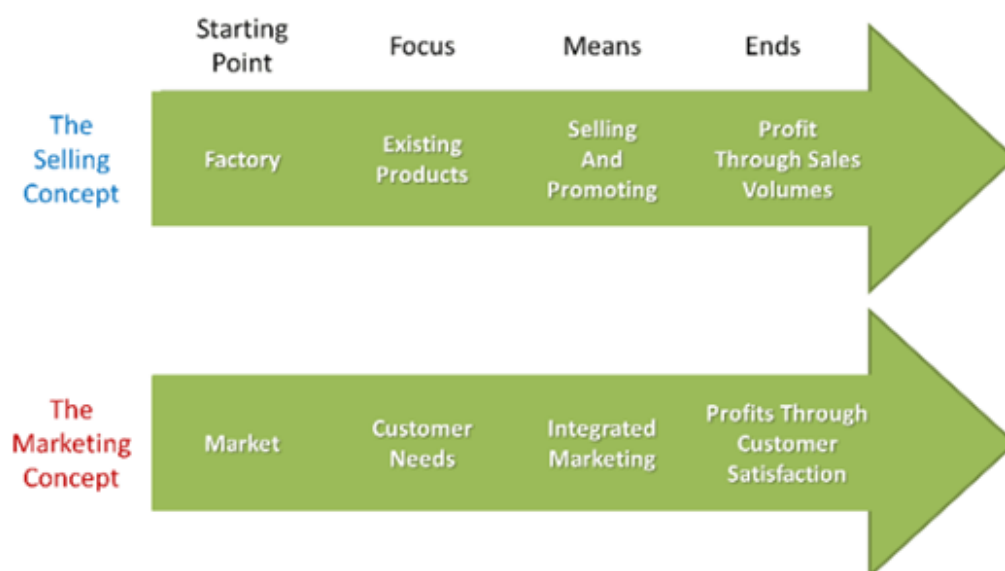 Starting
Point
Focus
Means
Ends
The
Selling
Concept
Factory
Existing
Products
Selling
And
Promoting
Profit
Through Sales
Volumes
The
Marketing
Concept
Market
Customer
Needs
Integrated
Marketing
Profits Through
Customer
Satisfaction